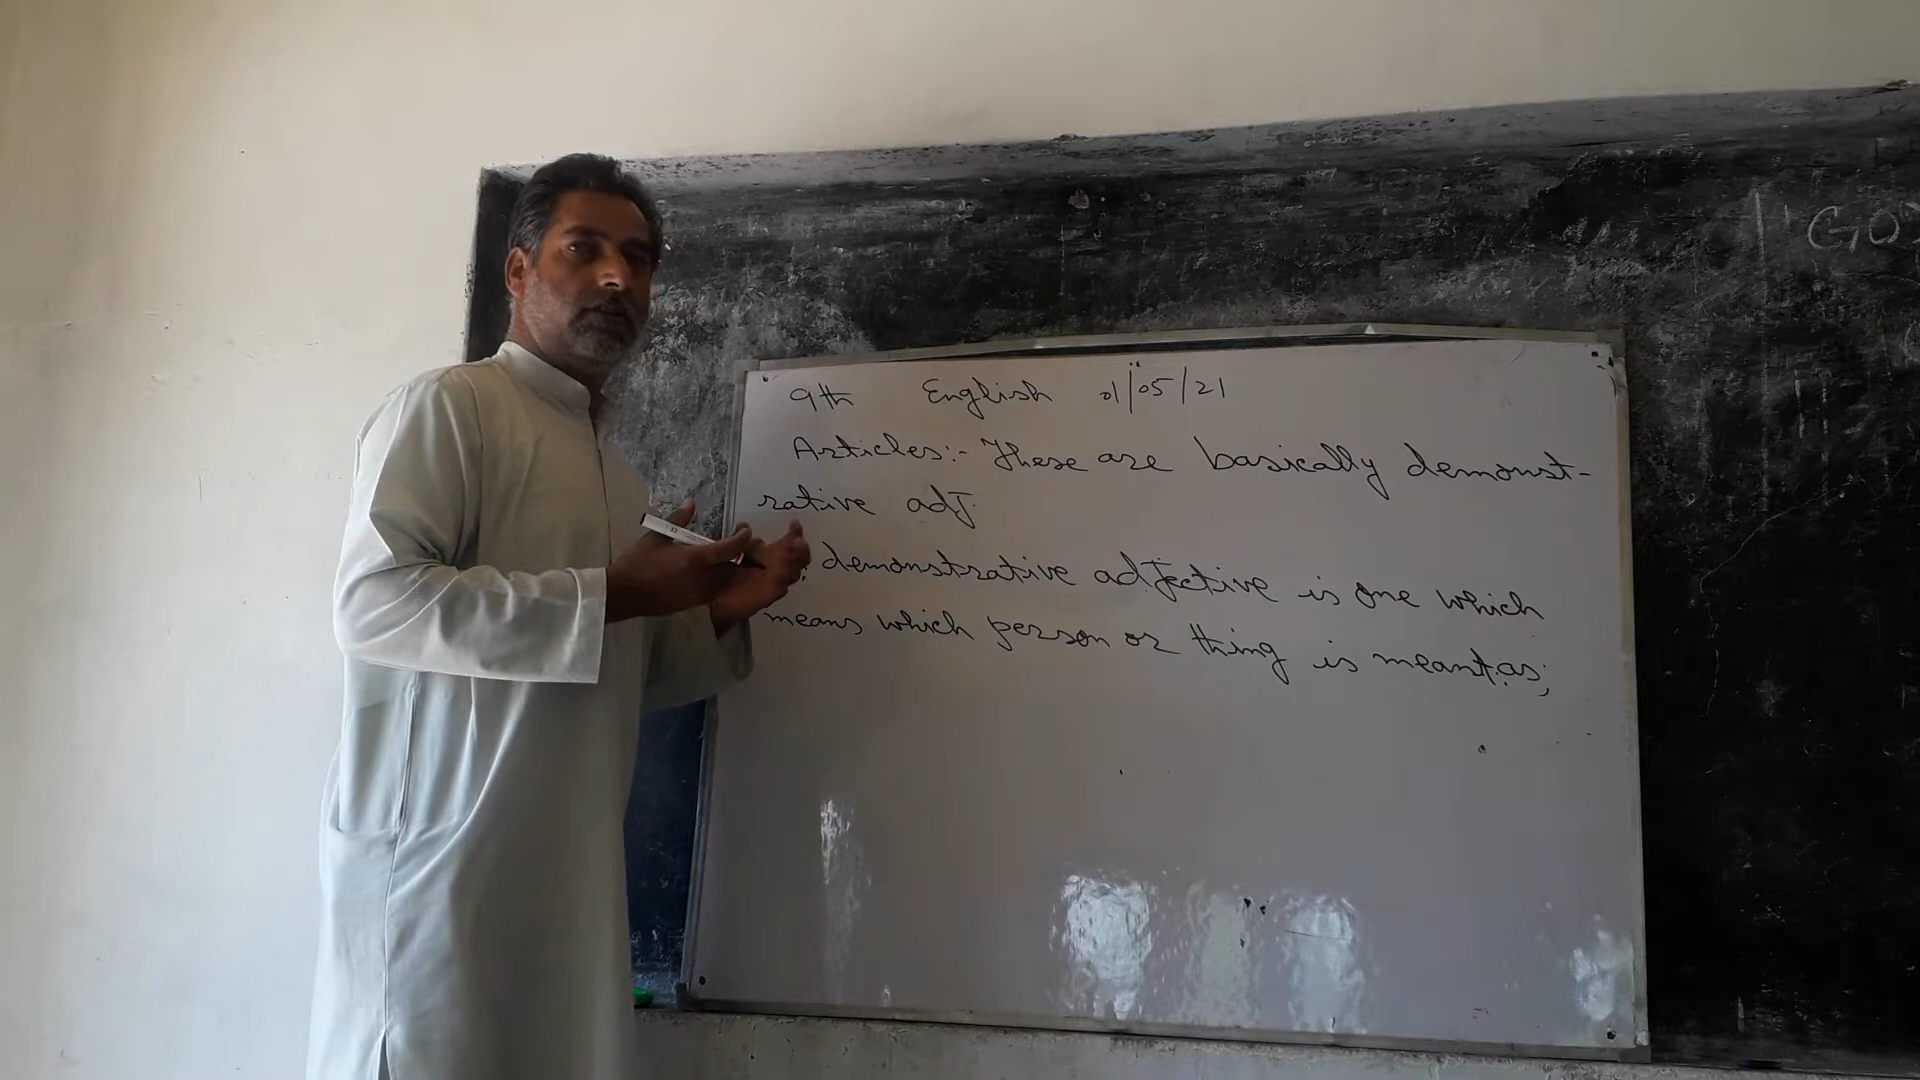 9th English 01/05/21
Articles:- These are basically demonst-
rative adj.
demonstrative adjective is one which
means which person or thing is meant.as;